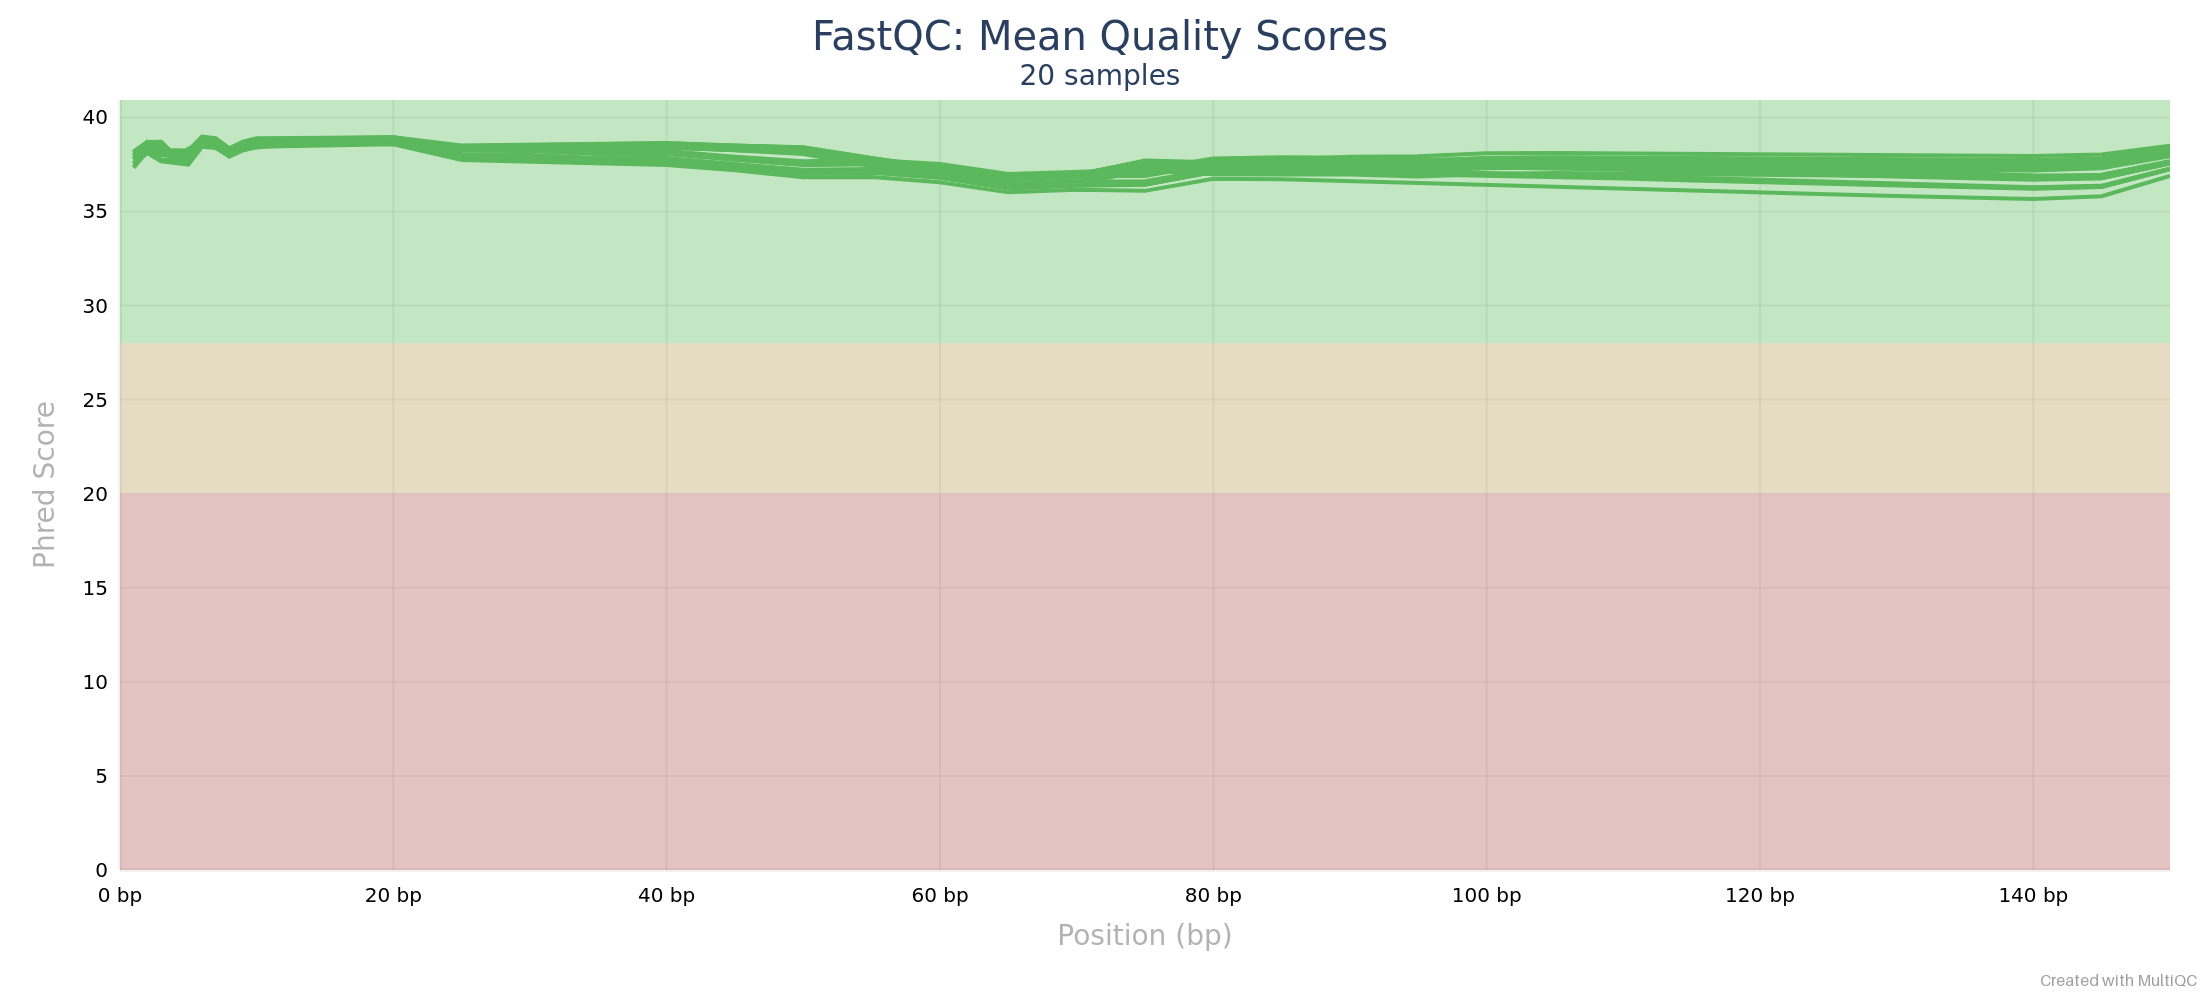 FastQC: Mean Quality Scores
20 samples
40
35
30
25
20
15
10
5
0
Phred Score
0 bp 20 bp 40 bp 60 bp 80 bp 100 bp 120 bp 140 bp
Position (bp)
Created with MultiQC